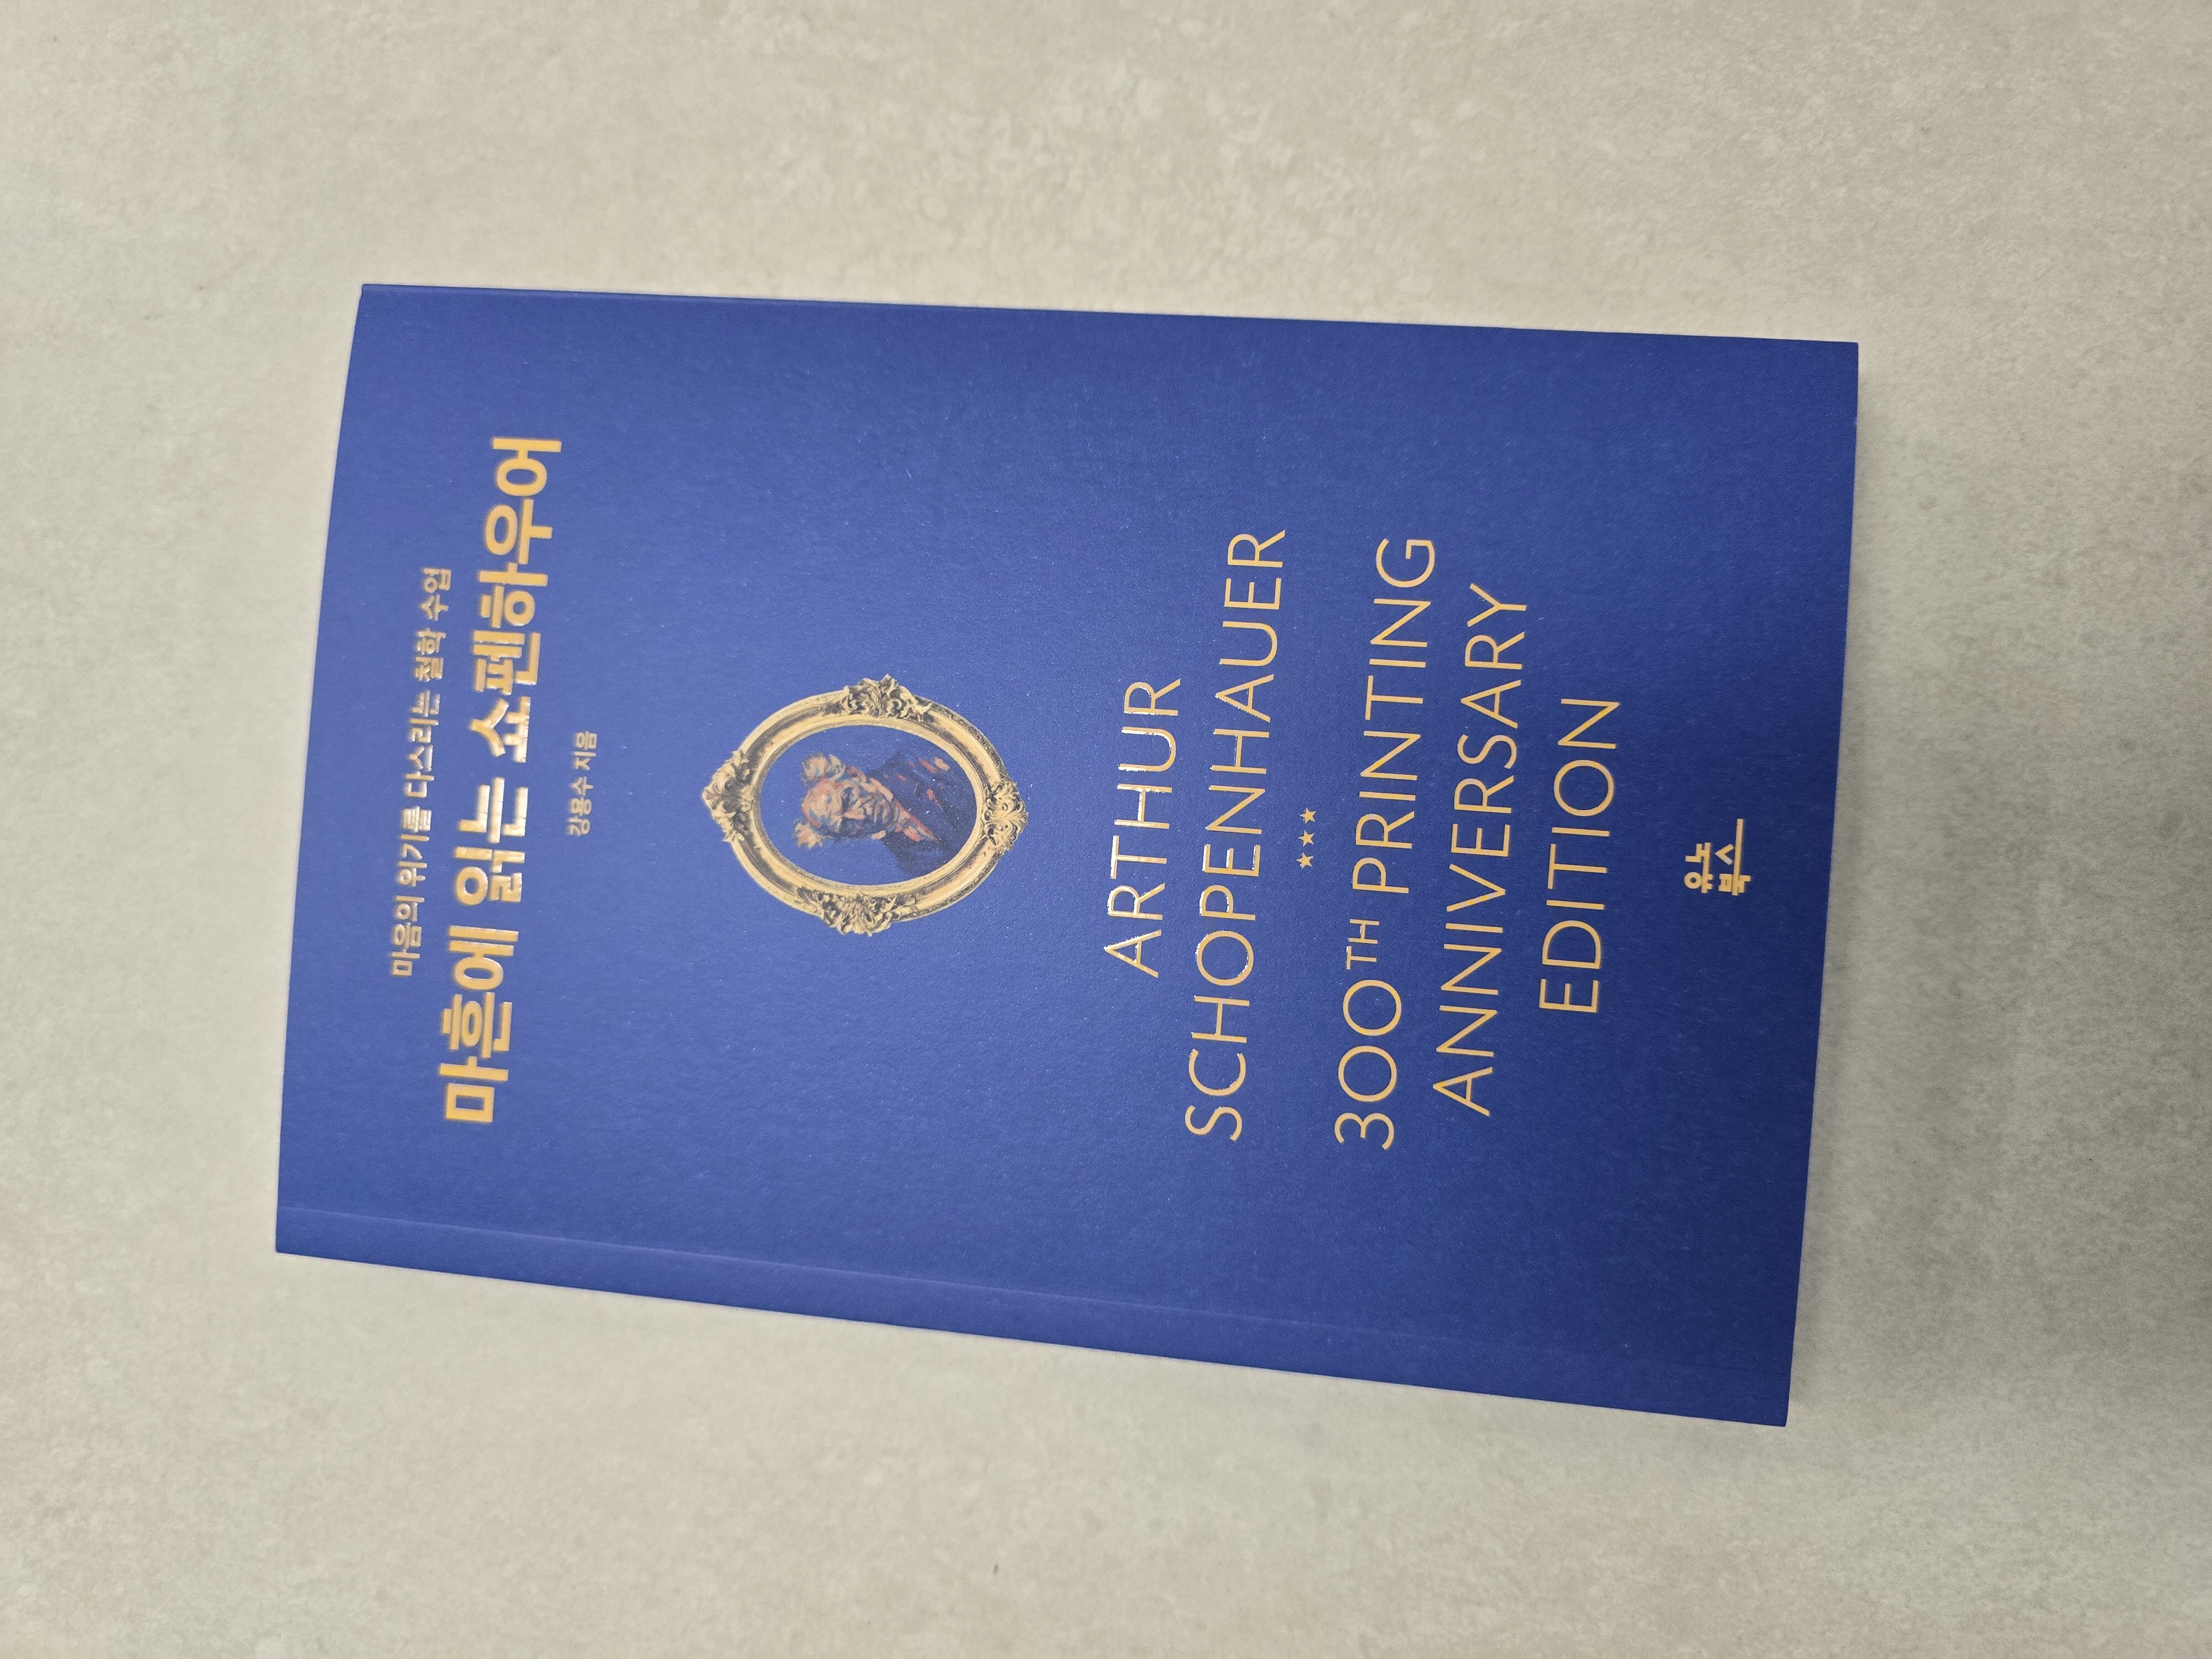 마음의 위기를 다스리는 철학 수업
마흔에 읽는 쇼펜하우어
강용수 지음
ARTHUR
SCHOPENHAUER
★★★
300TH PRINTING
ANNIVERSARY
EDITION
유노
북스